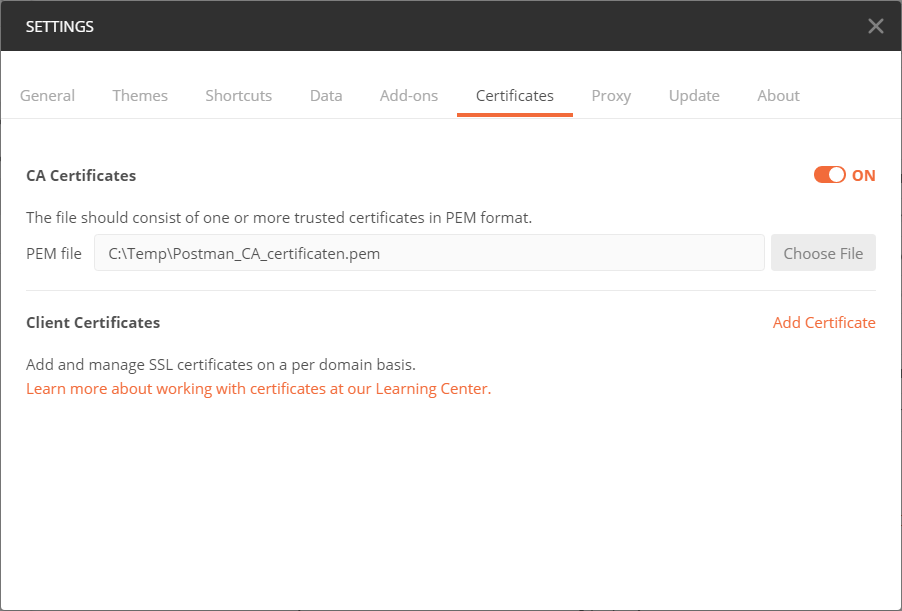 SETTINGS
General Themes Shortcuts Data Add-ons Certificates Proxy Update About
CA Certificates ON
The file should consist of one or more trusted certificates in PEM format.
PEM file C:\Temp\Postman_CA_certificaten.pem Choose File
Client Certificates Add Certificate
Add and manage SSL certificates on a per domain basis.
Learn more about working with certificates at our Learning Center.